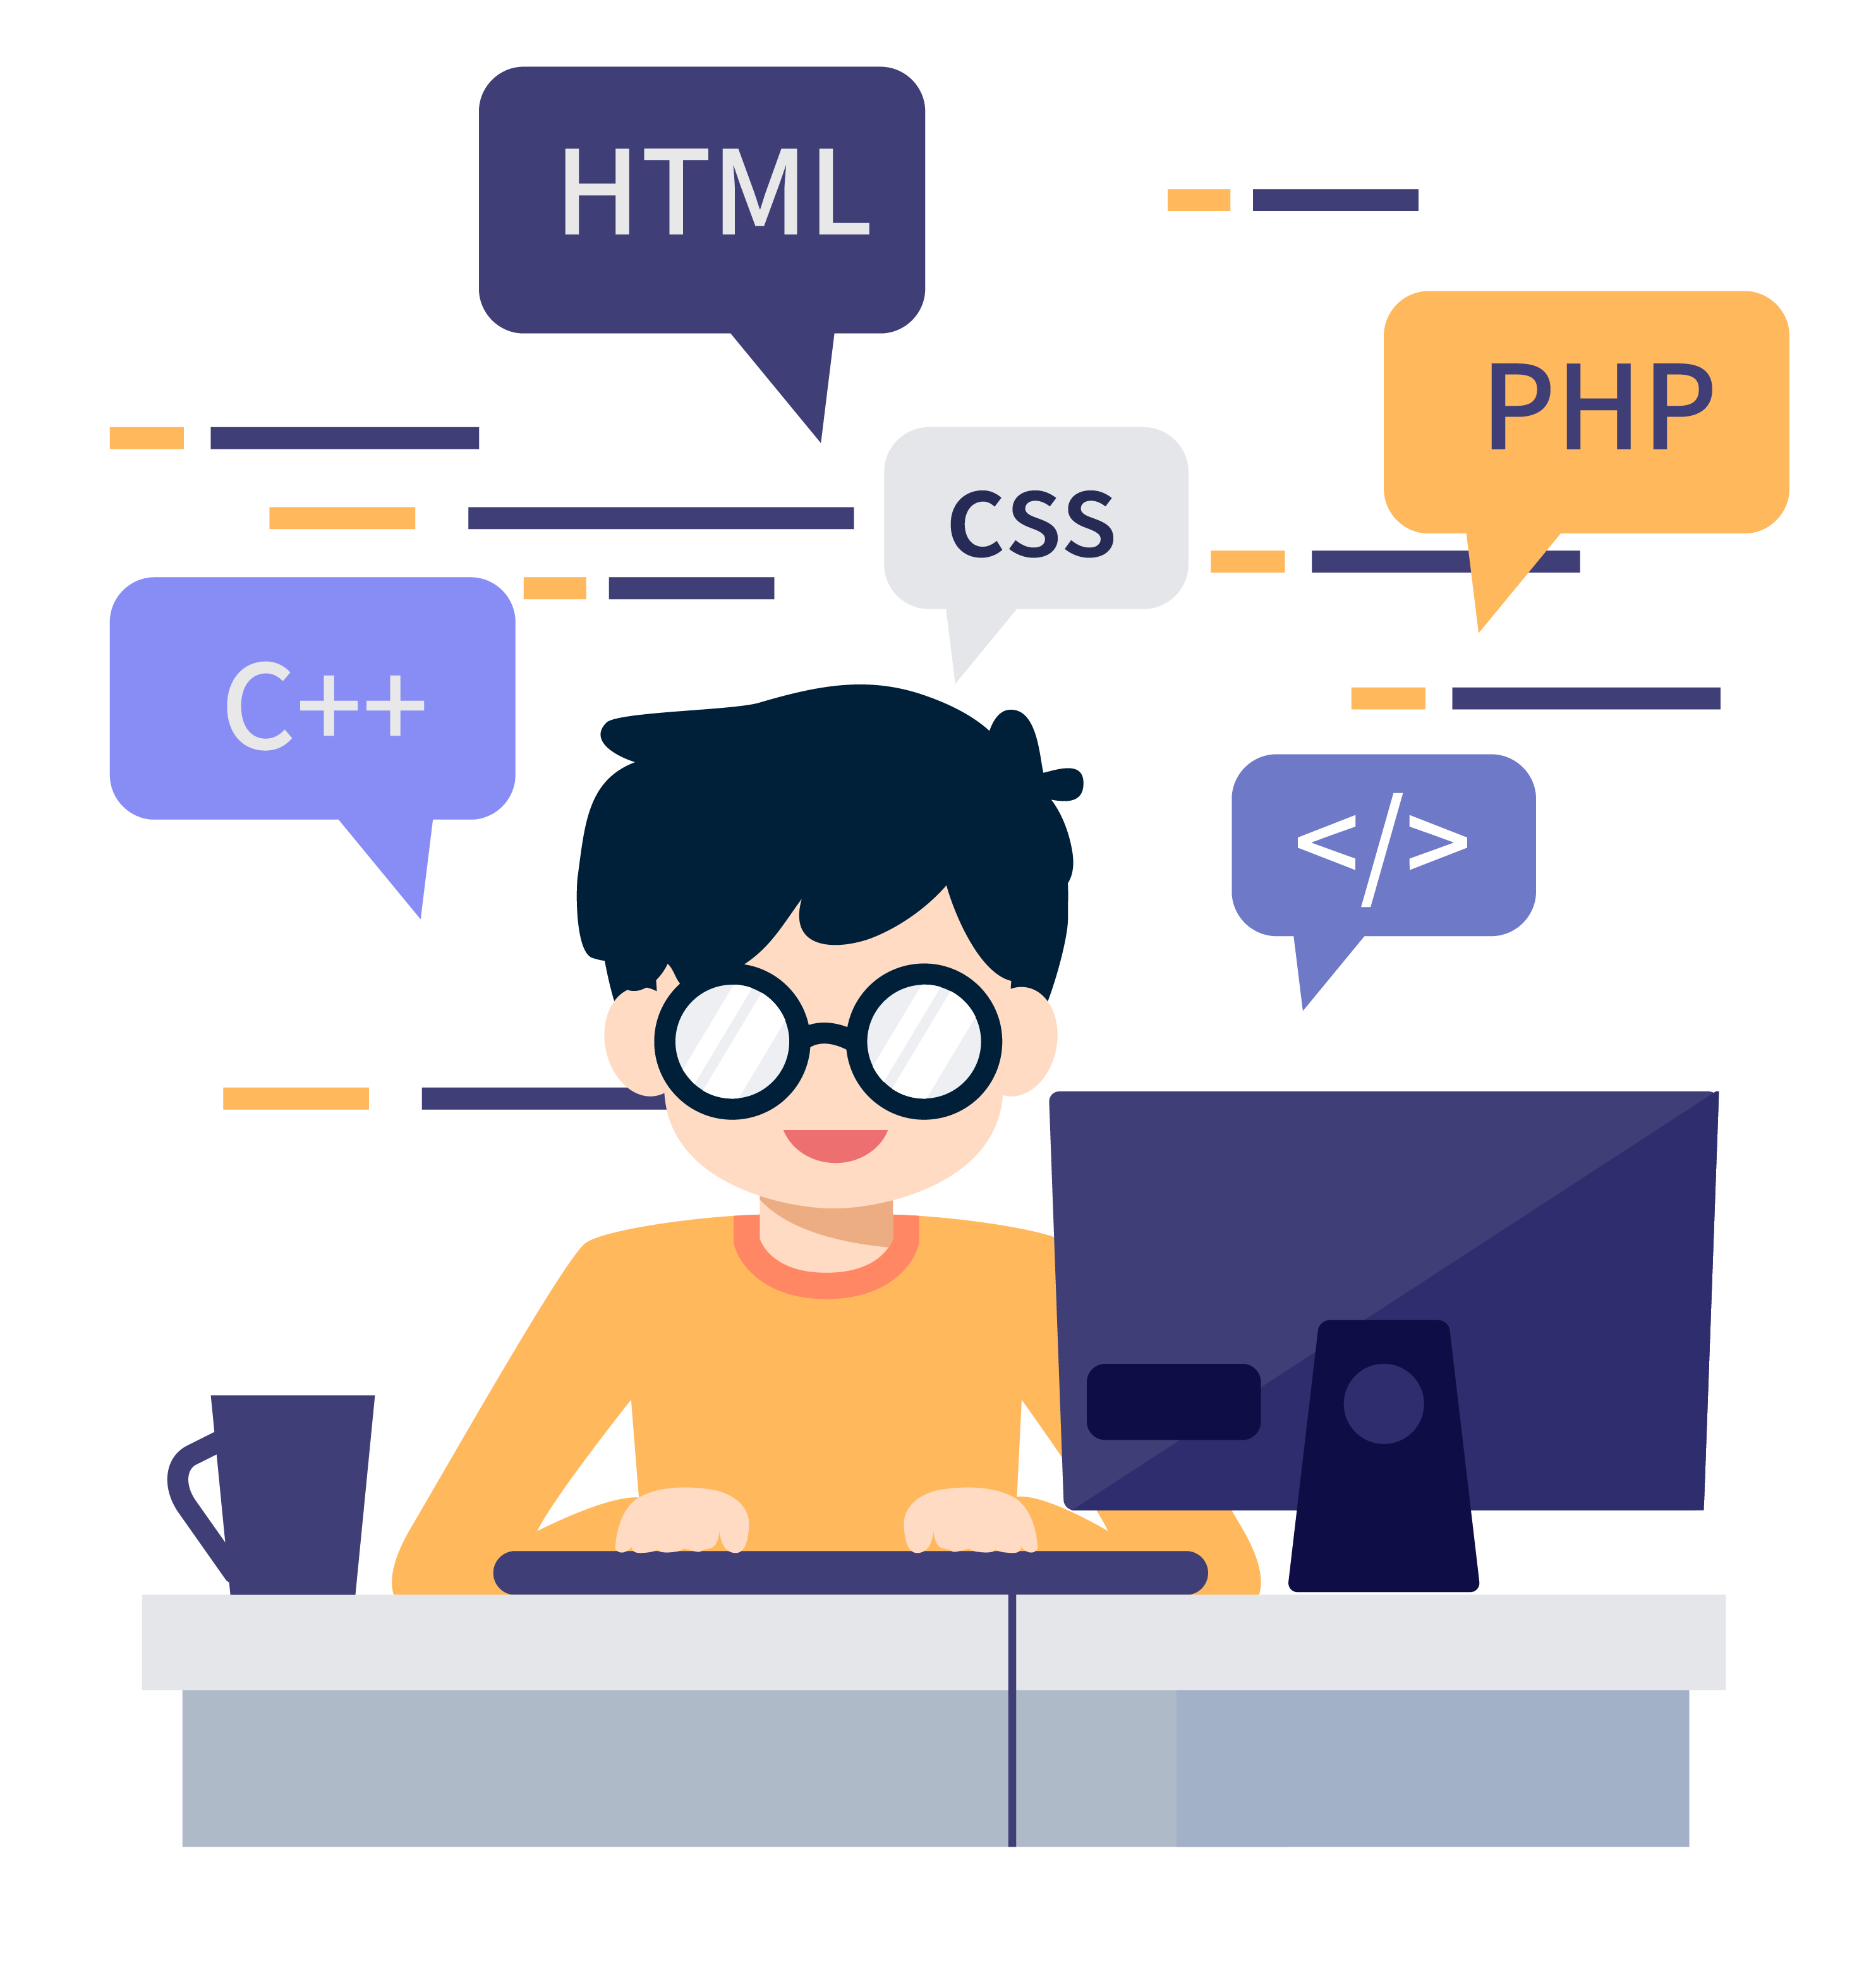 HTML
PHP
CSS
C++
</>